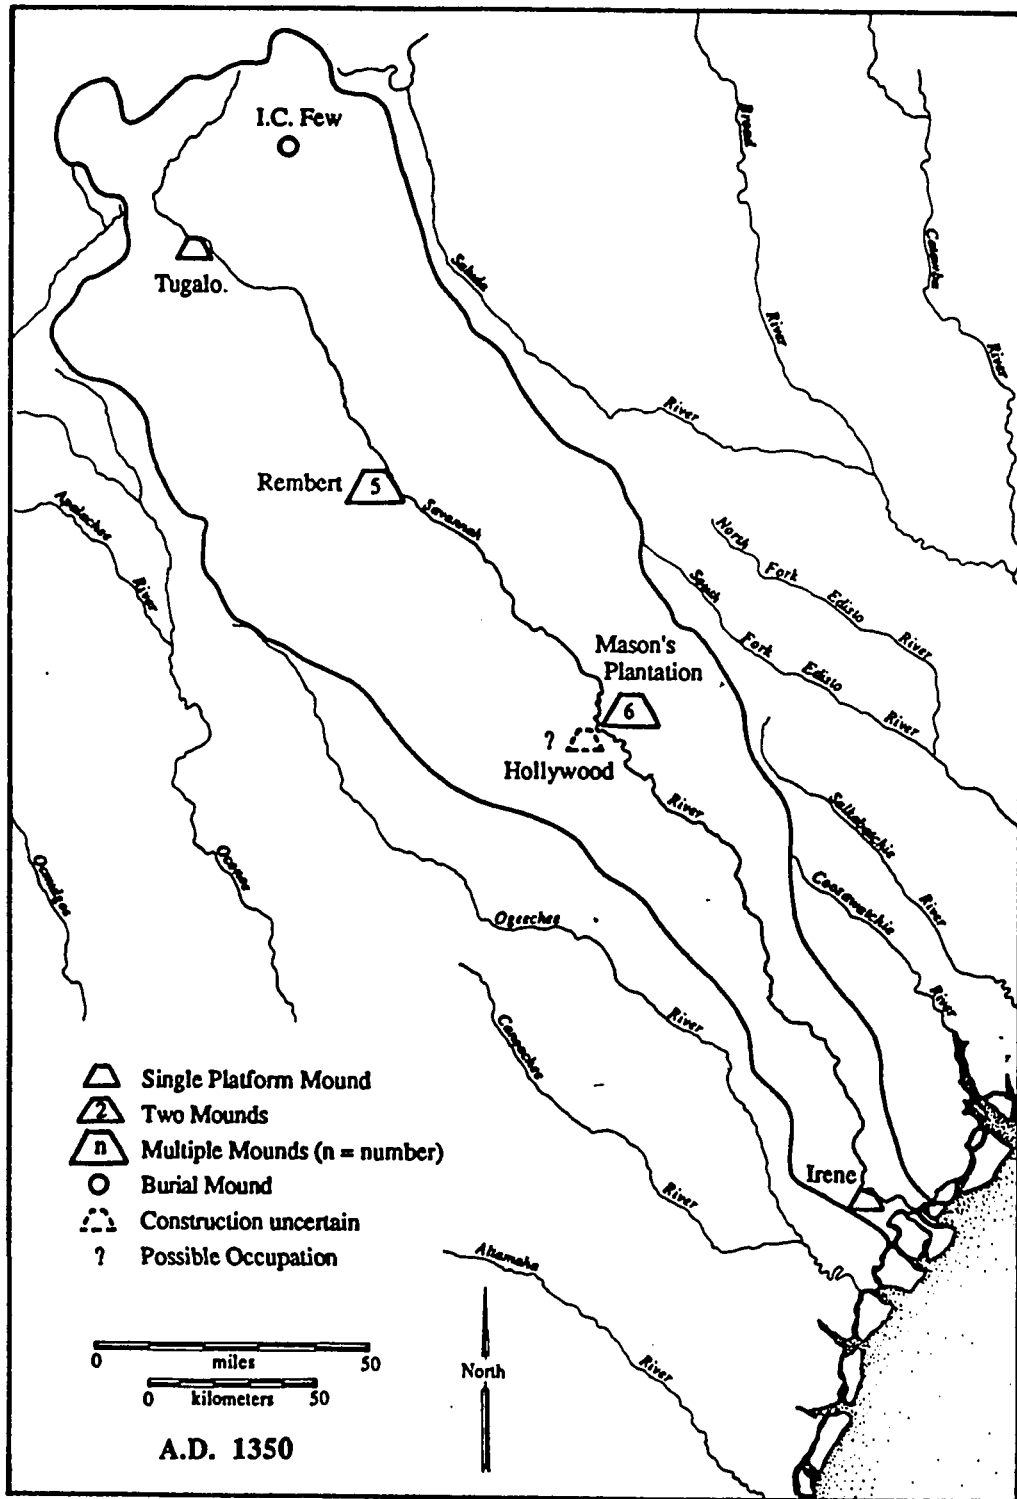 I.C. Few
Tugalo.
Broad
River
Catawba
River
Saluda
River
Rembert
5
Savannah
Apalachee
River
North
Fork
Edisto
River
South
Fork
Edisto
River
Mason's
Plantation
6
?
Hollywood
River
Salkahatchie
River
Coosawatchie
River
Ocmulgee
Oconee
Ogeechee
River
Canoochee
River
Irene
Altamaha
River
Single Platform Mound
2 Two Mounds
n Multiple Mounds (n = number)
Burial Mound
Construction uncertain
? Possible Occupation
0 miles 50
0 kilometers 50
North
A.D. 1350